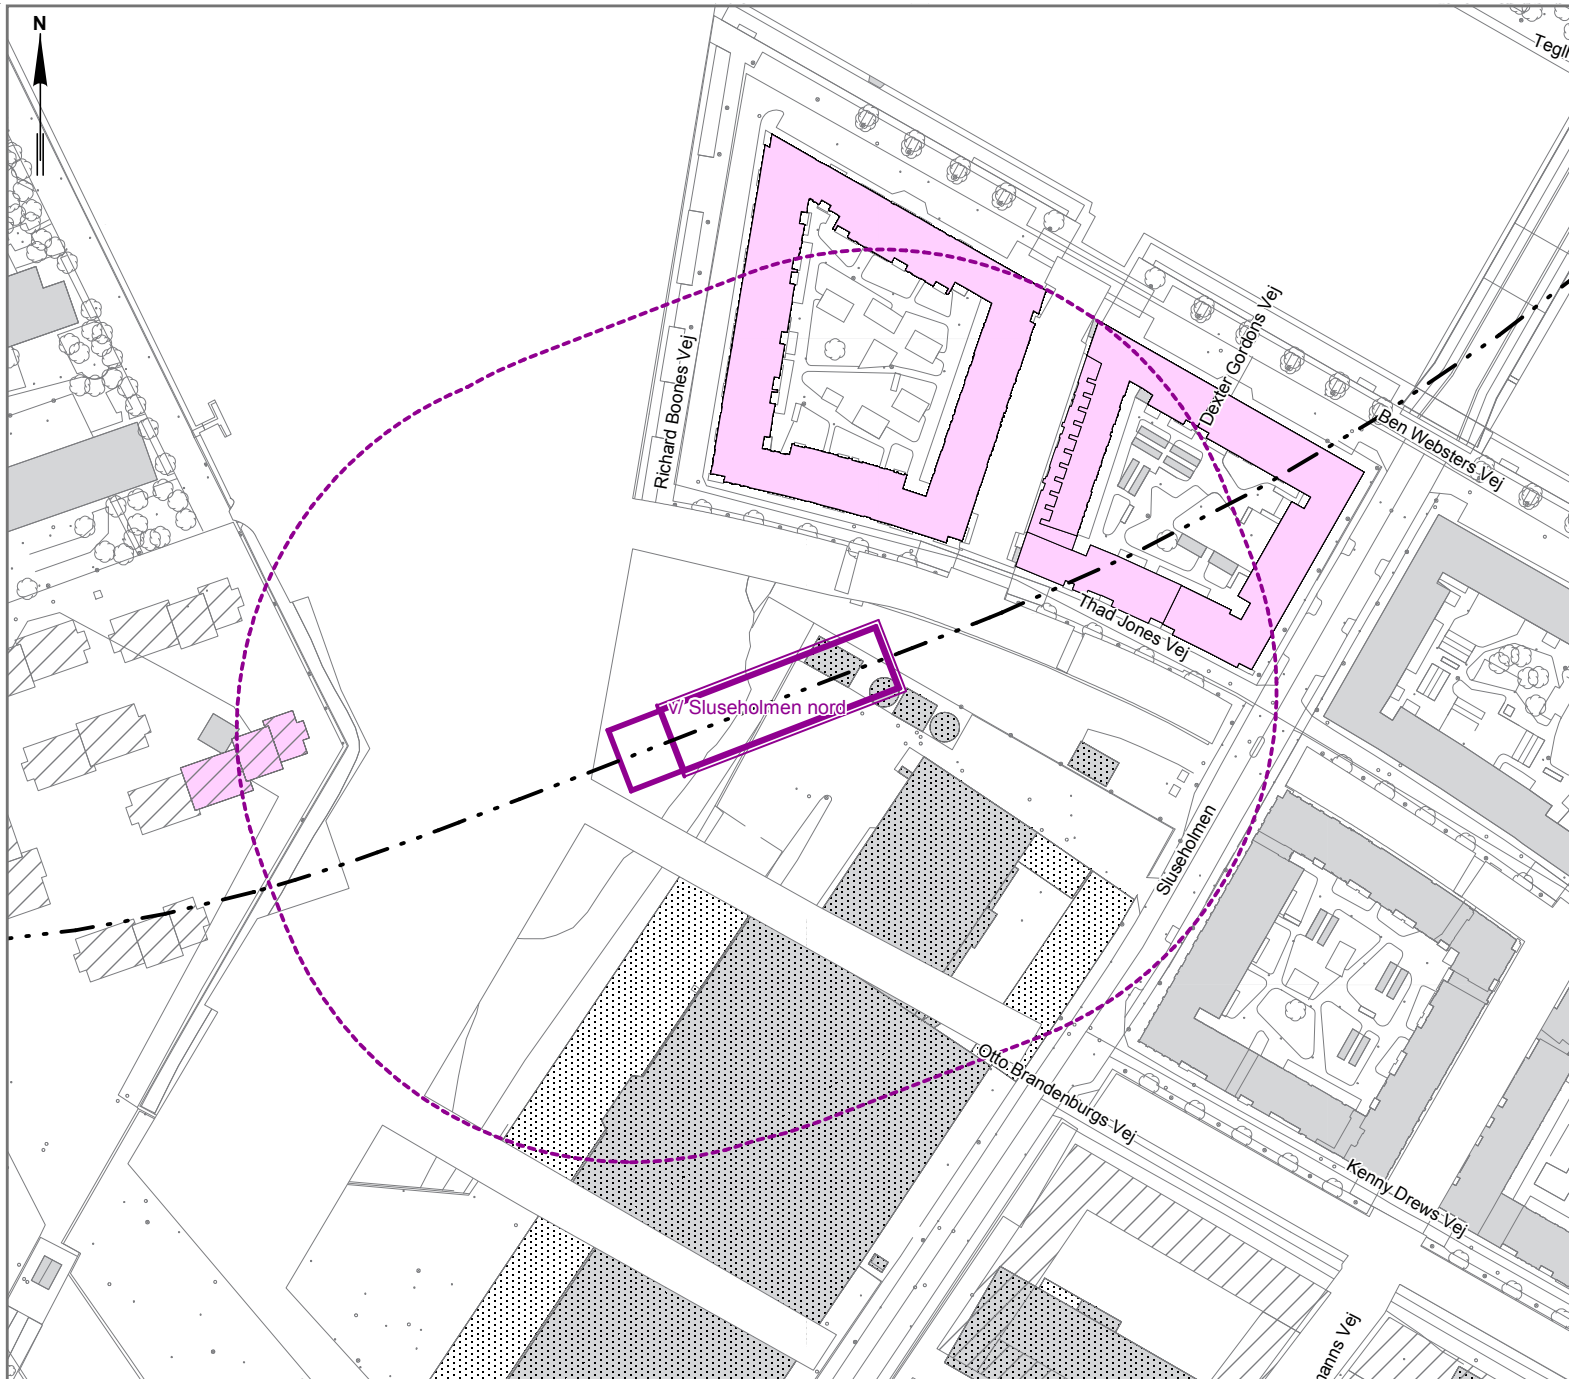 N
Tegll
Dexter Gordons Vej
Richard Boones Vej
Ben Websters Vej
Thad Jones Vej
v/ Sluseholmen nord
Sluseholmen
Otto Brandenburgs Vej
Kenny Drews Vej
manns Vej